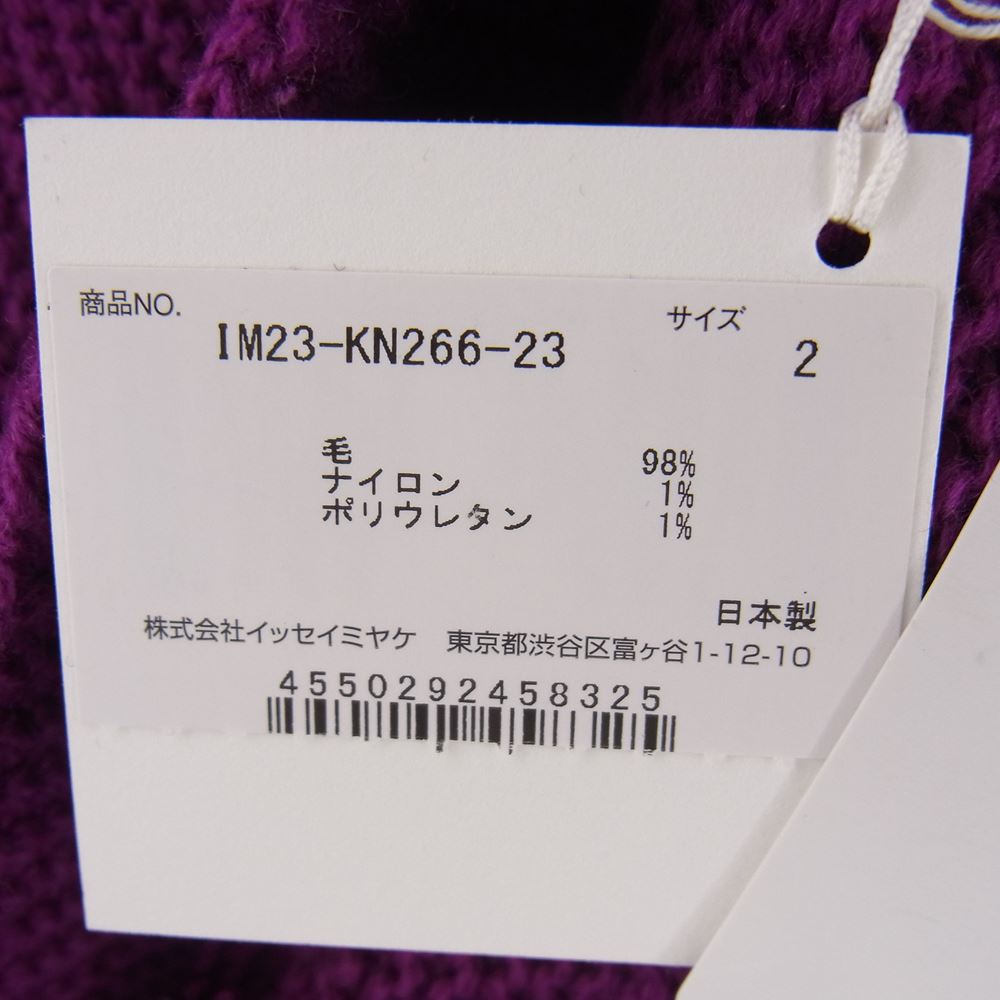 商品NO. サイズ
IM23-KN266-23 2
毛 98%
ナイロン 1%
ポリウレタン 1%
日本製
株式会社イッセイミヤケ 東京都渋谷区富ヶ谷1-12-10
4550292458325